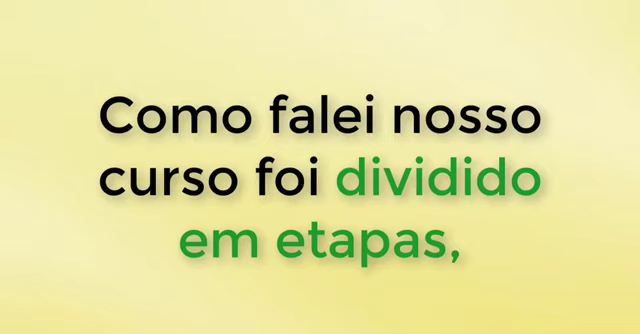 Como falei nosso
curso foi dividido
em etapas,